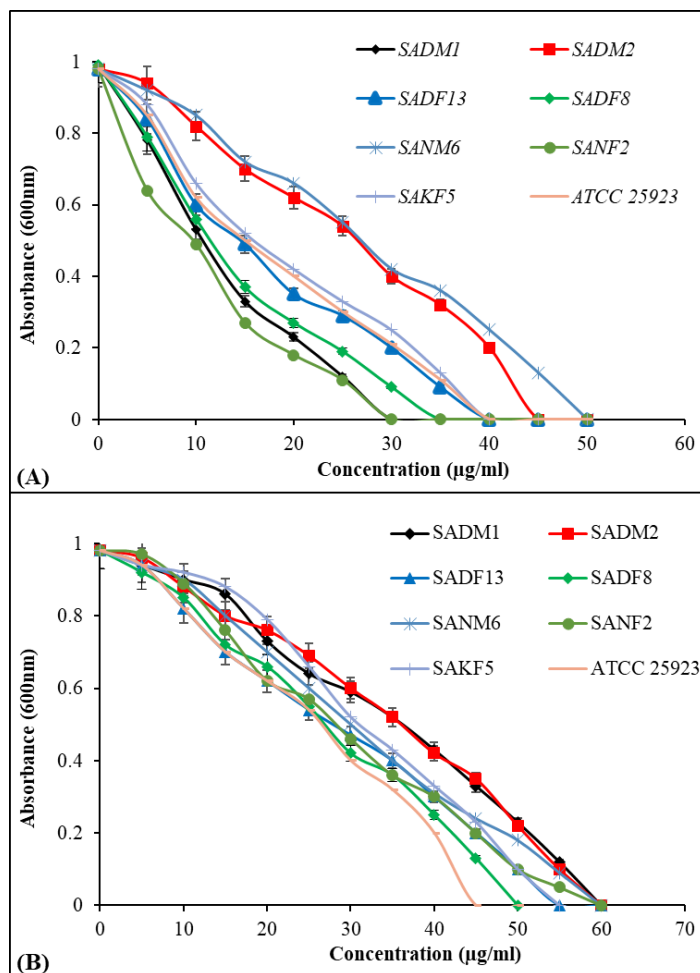 SADM1 SADM2
SADF13 SADF8
SANM6 SANF2
SAKF5 ATCC 25923
Absorbance (600nm)
1
0.8
0.6
0.4
0.2
0
0 10 20 30 40 50 60
Concentration (µg/ml)
(A)
SADM1 SADM2
SADF13 SADF8
SANM6 SANF2
SAKF5 ATCC 25923
Absorbance (600nm)
1
0.8
0.6
0.4
0.2
0
0 10 20 30 40 50 60 70
Concentration (µg/ml)
(B)